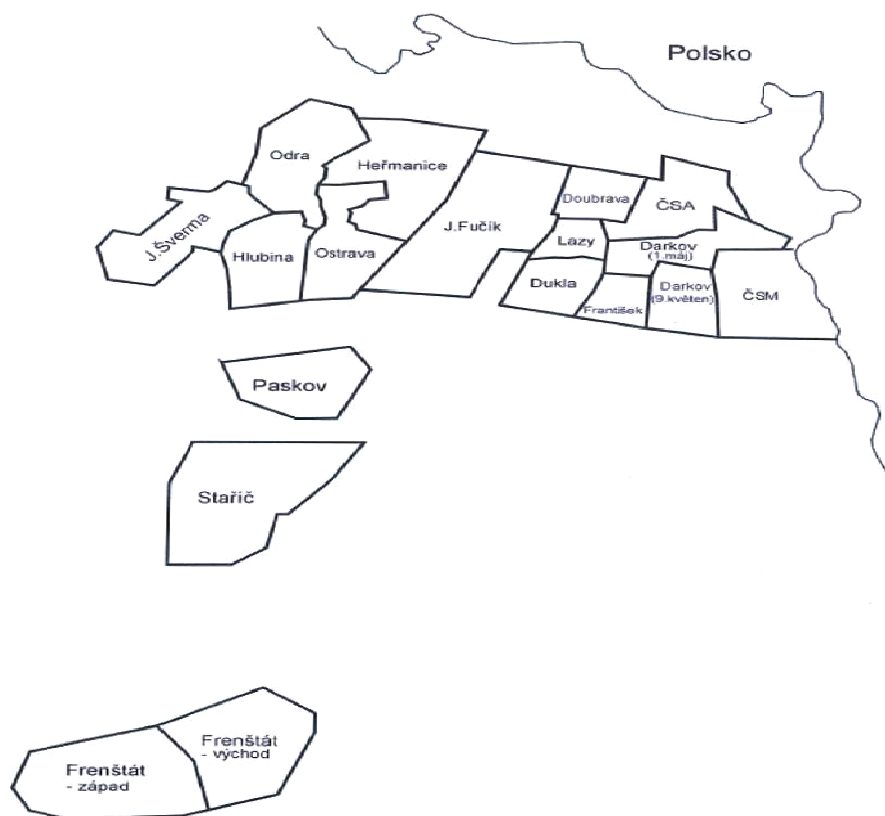 Polsko
Odra
Heřmanice
Doubrava
ČSA
J.Šverma
J.Fučík
Hlubina
Ostrava
Lazy
Darkov
(1.máj)
Dukla
František
Darkov
(9.květen)
ČSM
Paskov
Staříč
Frenštát
- východ
Frenštát
- západ